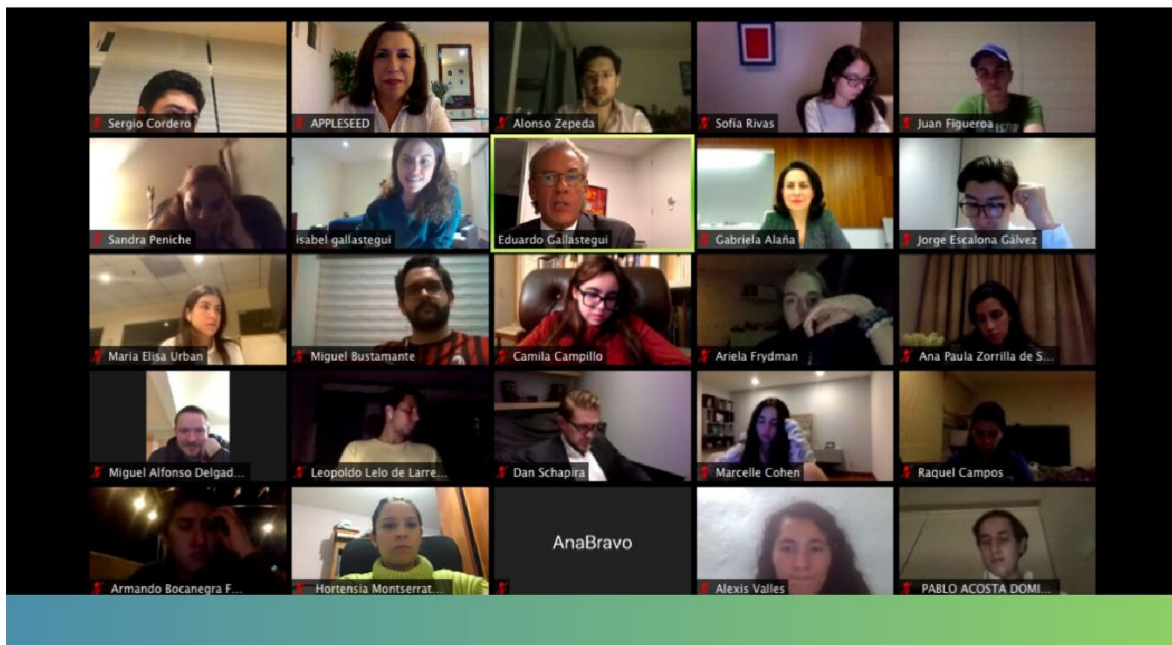 Sergio Cordero
APPLESEED
Alonso Zepeda
Sofía Rivas
Juan Figueroa
Sandra Peniche
isabel gallastegui
Eduardo Gallastegui
Gabriela Alaña
Jorge Escalona Gálvez
Maria Elisa Urban
Miguel Bustamante
Camila Campillo
Ariela Frydman
Ana Paula Zorrilla de S...
Miguel Alfonso Delgad...
Leopoldo Lelo de Larre...
Dan Schapira
Marcelle Cohen
Raquel Campos
Armando Bocanegra F...
Hortensia Montserrat...
AnaBravo
Alexis Valles
PABLO ACOSTA DOMI...